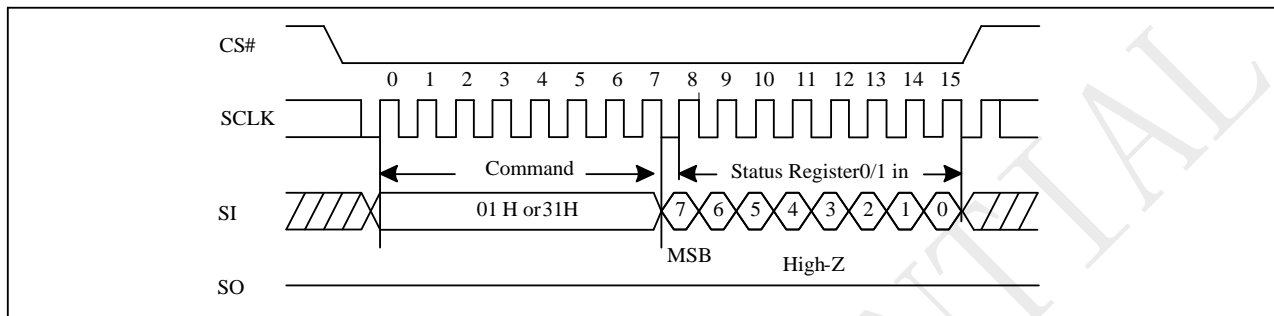 CS#
0 1 2 3 4 5 6 7 8 9 10 11 12 13 14 15
SCLK
Command
Status Register0/1 in
SI
01 H or31H
7 6 5 4 3 2 1 0
MSB
High-Z
SO
NTIAL